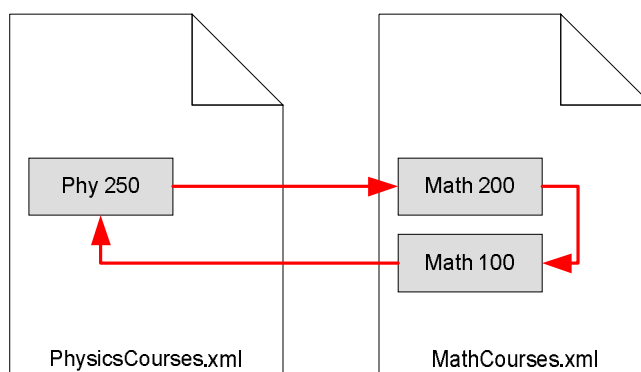 Phy 250
Math 200
Math 100
PhysicsCourses.xml
MathCourses.xml